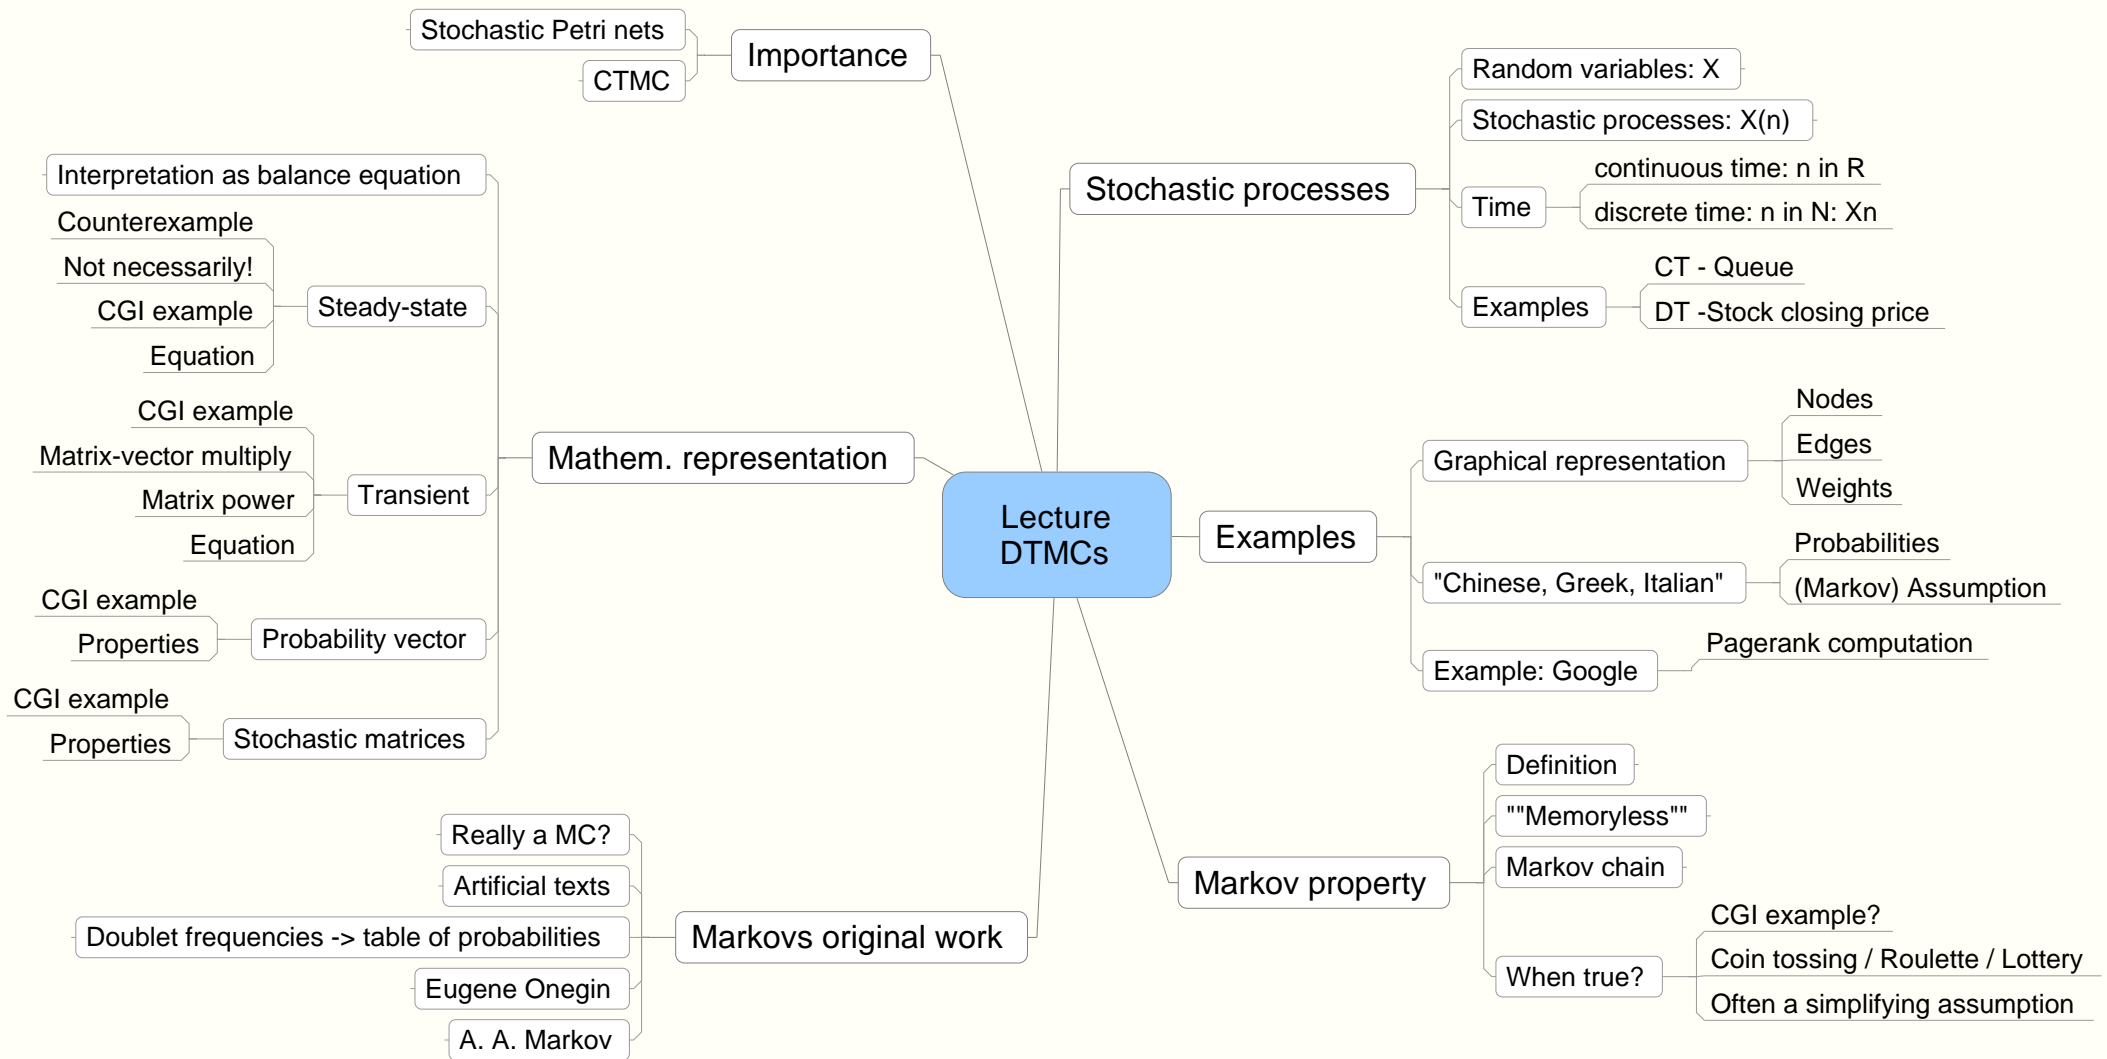 Lecture
DTMCs
Stochastic processes
Random variables: X
Stochastic processes: X(n)
Time
continuous time: n in R
discrete time: n in N: Xn
Examples
CT - Queue
DT -Stock closing price
Examples
Graphical representation
Nodes
Edges
Weights
"Chinese, Greek, Italian"
Probabilities
(Markov) Assumption
Example: Google
Pagerank computation
Markov property
Definition
""Memoryless""
Markov chain
When true?
CGI example?
Coin tossing / Roulette / Lottery
Often a simplifying assumption
Importance
Stochastic Petri nets
CTMC
Mathem. representation
Interpretation as balance equation
Steady-state
Counterexample
Not necessarily!
CGI example
Equation
Transient
CGI example
Matrix-vector multiply
Matrix power
Equation
Probability vector
CGI example
Properties
Stochastic matrices
CGI example
Properties
Markovs original work
Really a MC?
Artificial texts
Doublet frequencies -> table of probabilities
Eugene Onegin
A. A. Markov